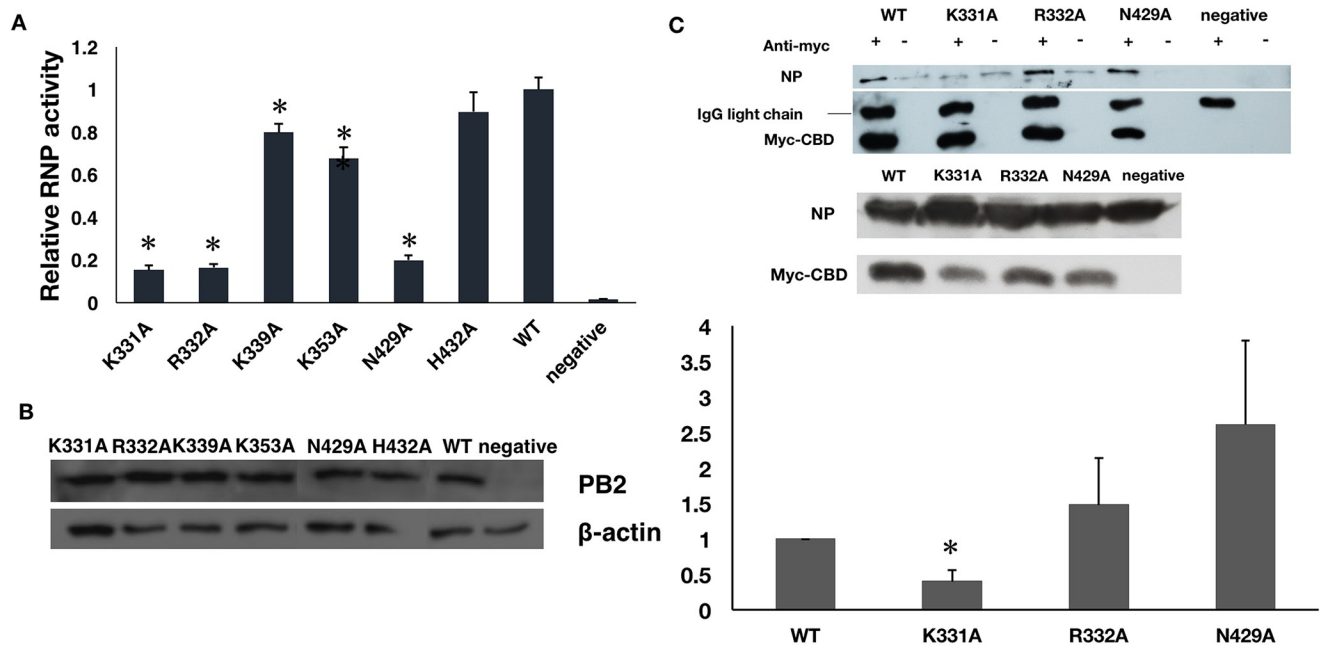 A
Relative RNP activity
1.2
1
0.8
0.6
0.4
0.2
0
*
*
*
*
*
*
K331A
R332A
K339A
K353A
N429A
H432A
WT
negative
B
K331A R332A K339A K353A N429A H432A WT negative
PB2
β-actin
C
WT K331A R332A N429A negative
Anti-myc + - + - + - + - + -
NP
IgG light chain
Myc-CBD
WT K331A R332A N429A negative
NP
Myc-CBD
4
3.5
3
2.5
2
1.5
1
0.5
0
*
WT K331A R332A N429A